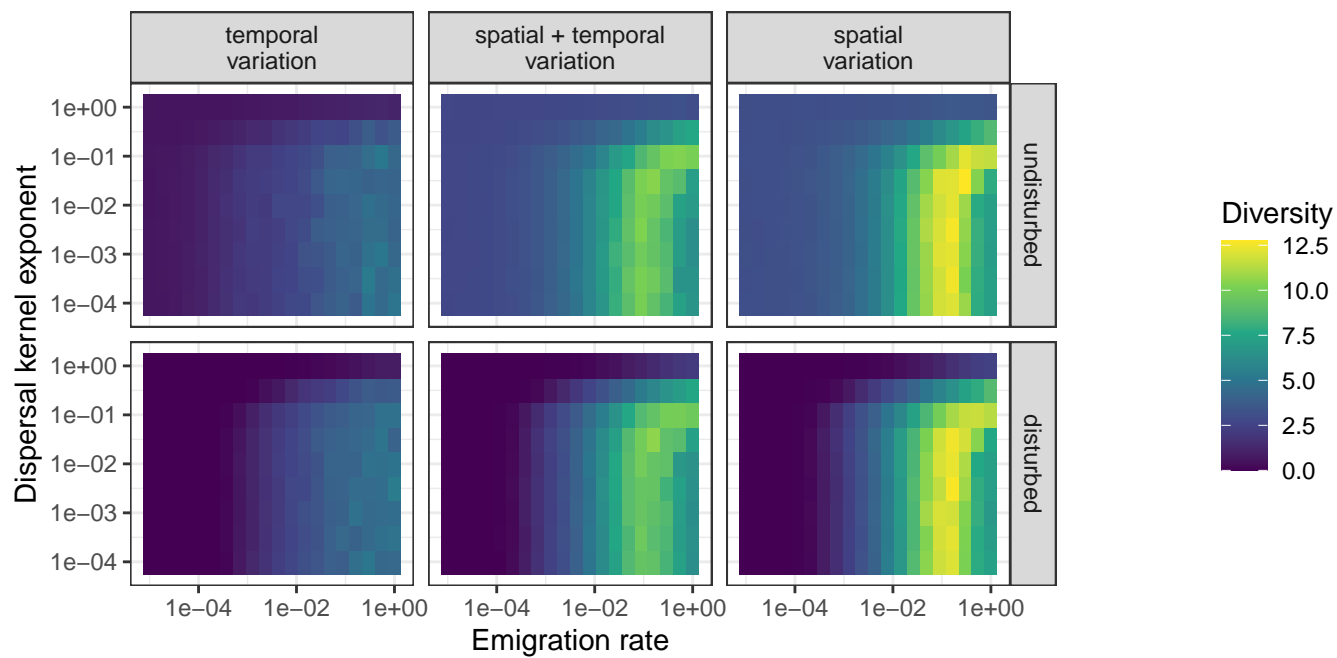 temporal
variation
spatial + temporal
variation
spatial
variation
Dispersal kernel exponent
1e+00
1e−01
1e−02
1e−03
1e−04
undisturbed
1e+00
1e−01
1e−02
1e−03
1e−04
disturbed
1e−04 1e−02 1e+00
1e−04 1e−02 1e+00
1e−04 1e−02 1e+00
Emigration rate
Diversity
12.5
10.0
7.5
5.0
2.5
0.0